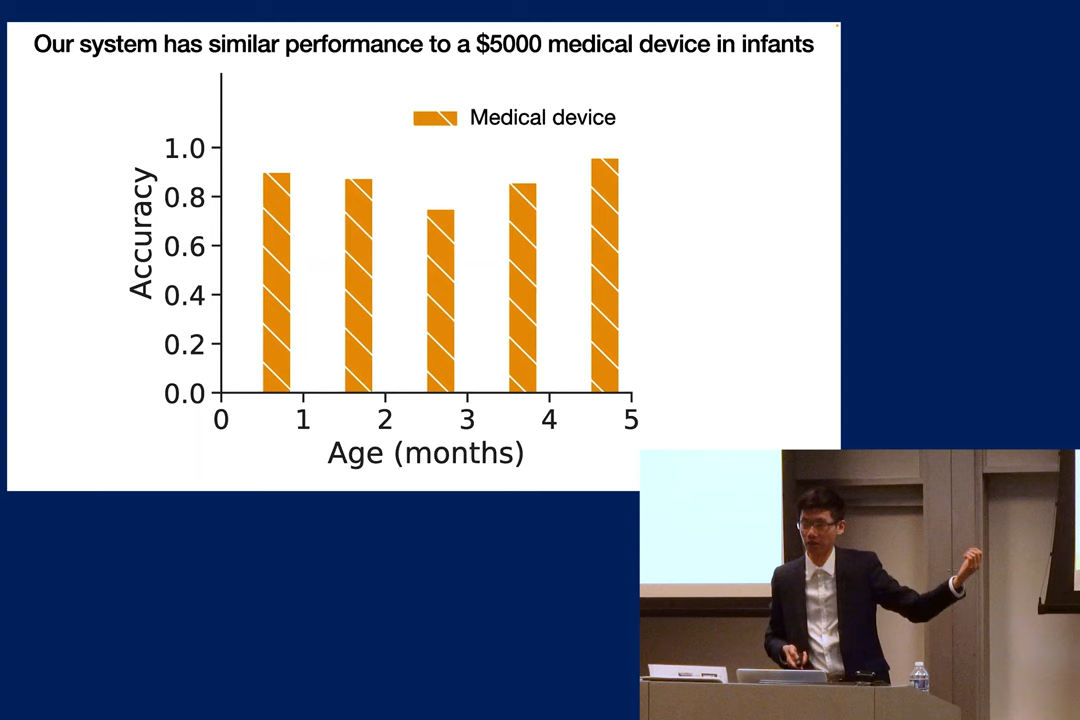 Our system has similar performance to a $5000 medical device in infants
Medical device
1.0
0.8
0.6
0.4
0.2
0.0
Accuracy
0 1 2 3 4 5
Age (months)